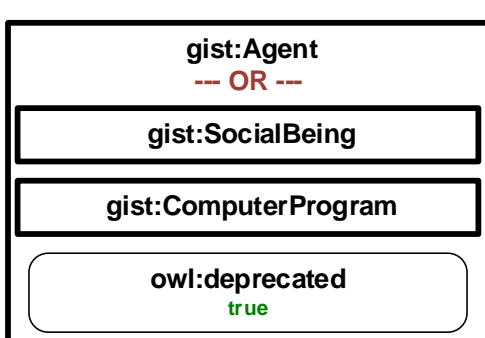 gist:Agent
--- OR ---
gist:SocialBeing
gist:ComputerProgram
owl:deprecated
true